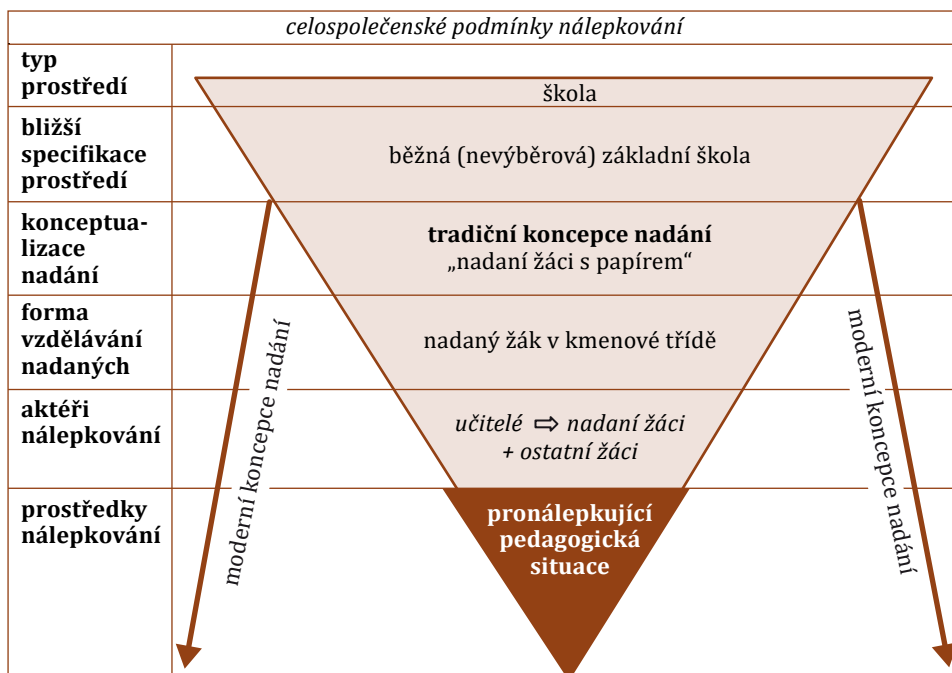 celospolečenské podmínky nálepkování
typ
prostředí
škola
bližší
specifikace
prostředí
běžná (nevýběrová) základní škola
konceptua-
lizace
nadání
tradiční koncepce nadání
„nadaní žáci s papírem“
forma
vzdělávání
nadaných
nadaný žák v kmenové třídě
aktéři
nálepkování
učitelé ⇨ nadaní žáci
+ ostatní žáci
prostředky
nálepkování
pronálepkující
pedagogická
situace
moderní koncepce nadání
moderní koncepce nadání